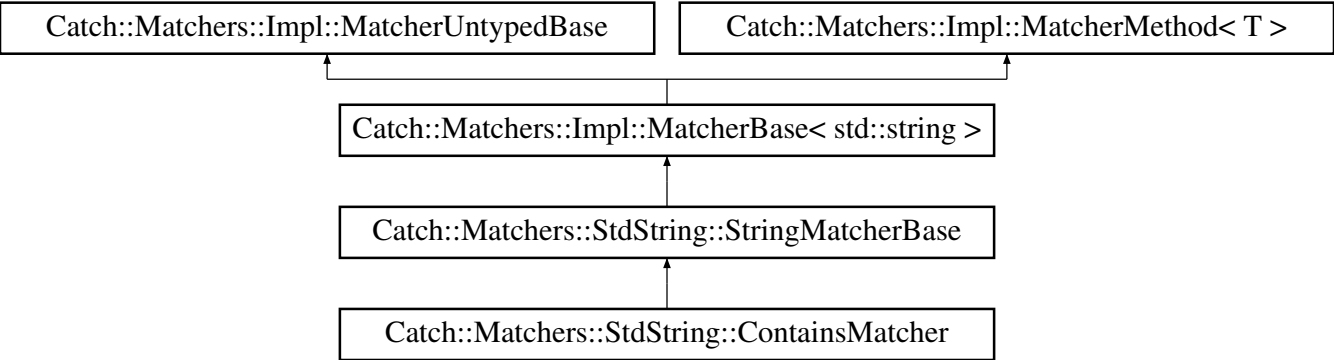 Catch::Matchers::Impl::MatcherUntypedBase
Catch::Matchers::Impl::MatcherMethod< T >
Catch::Matchers::Impl::MatcherBase< std::string >
Catch::Matchers::StdString::StringMatcherBase
Catch::Matchers::StdString::ContainsMatcher